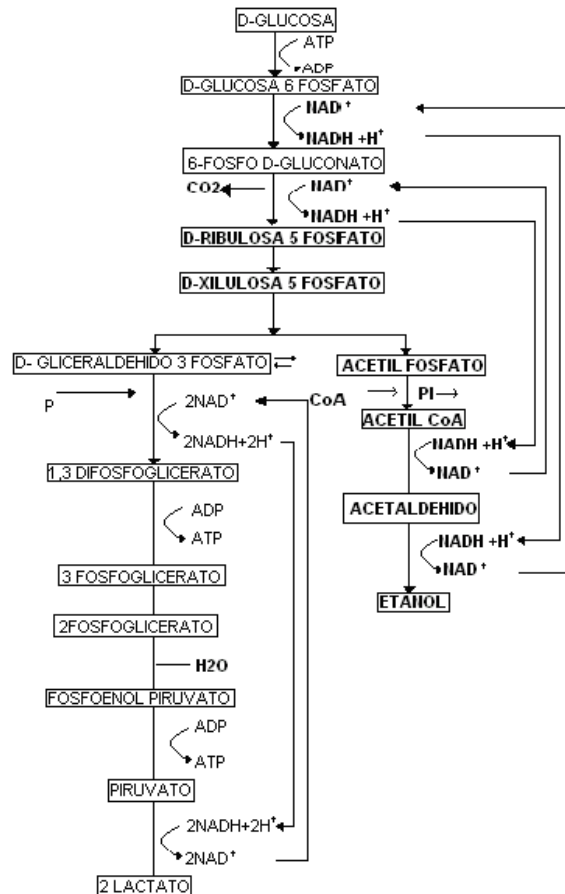 D-GLUCOSA
ATP
ADP
D-GLUCOSA 6 FOSFATO
NAD⁺
NADH +H⁺
6-FOSFO D-GLUCONATO
CO2
NAD⁺
NADH +H⁺
D-RIBULOSA 5 FOSFATO
D-XILULOSA 5 FOSFATO
D- GLICERALDEHIDO 3 FOSFATO
P
2NAD⁺
2NADH+2H⁺
1,3 DIFOSFOGLICERATO
ADP
ATP
3 FOSFOGLICERATO
2FOSFOGLICERATO
H2O
FOSFOENOL PIRUVATO
ADP
ATP
PIRUVATO
2NADH+2H⁺
2NAD⁺
2 LACTATO
ACETIL FOSFATO
CoA
PI
ACETIL CoA
NADH +H⁺
NAD⁺
ACETALDEHIDO
NADH +H⁺
NAD⁺
ETANOL